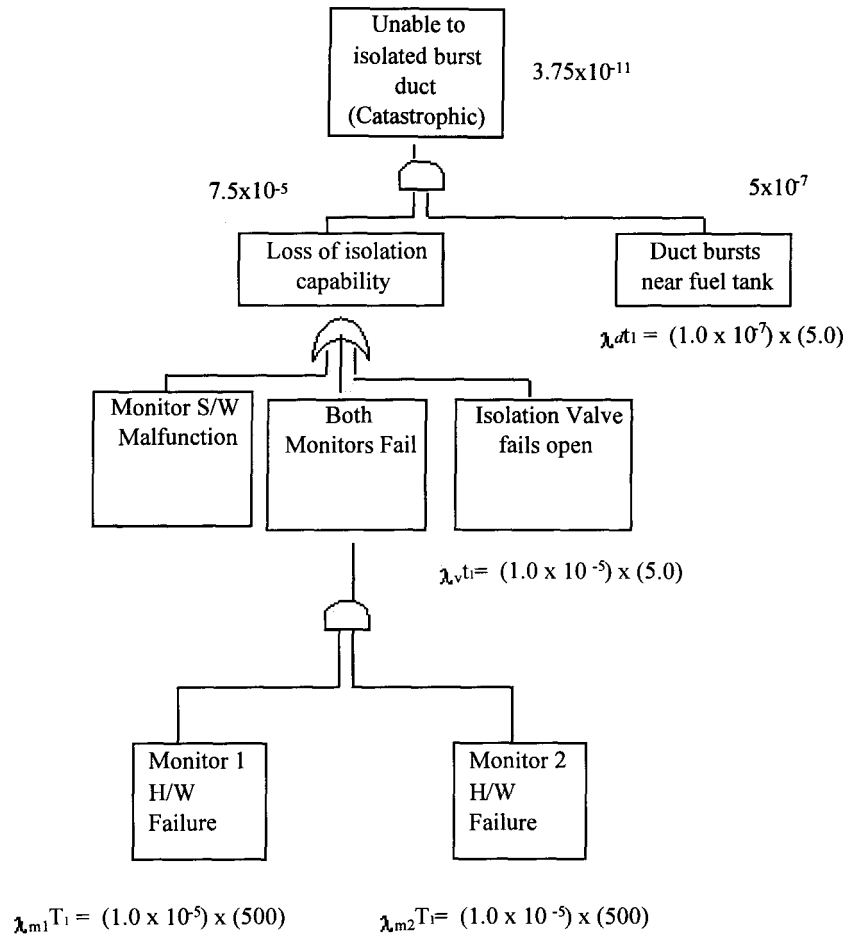 Unable to
isolated burst
duct
(Catastrophic)
3.75x10⁻¹¹
7.5x10⁻⁵
5x10⁻⁷
Loss of isolation
capability
Duct bursts
near fuel tank
λdt₁ = (1.0 x 10⁻⁷) x (5.0)
Monitor S/W
Malfunction
Both
Monitors Fail
Isolation Valve
fails open
λᵥt₁= (1.0 x 10⁻⁵) x (5.0)
Monitor 1
H/W
Failure
Monitor 2
H/W
Failure
λm1T₁ = (1.0 x 10⁻⁵) x (500)
λm2T₁= (1.0 x 10⁻⁵) x (500)